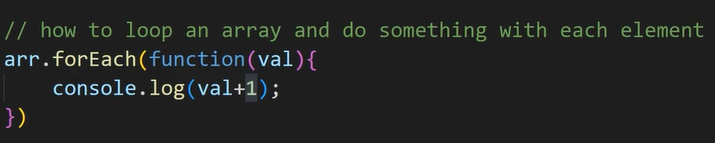 // how to loop an array and do something with each element
arr.forEach(function(val){
    console.log(val+1);
})